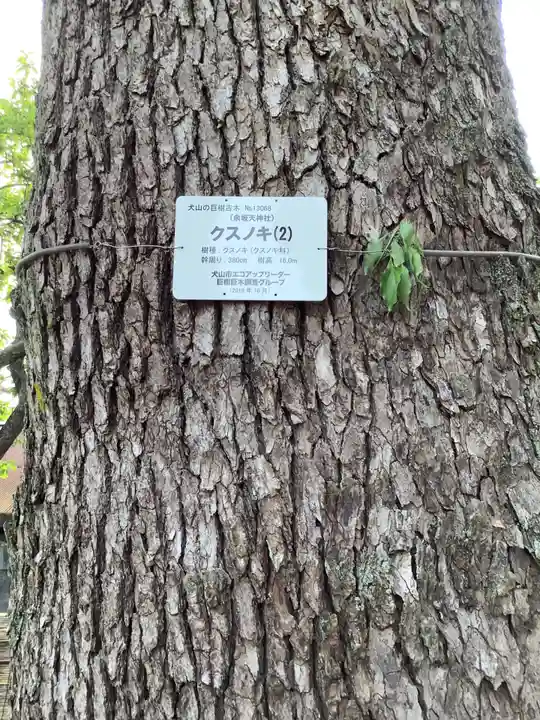 犬山の巨樹古木 No.13068
(余坂天神社)
クスノキ(2)
樹種:クスノキ(クスノキ科)
幹周り:280cm 樹高 18.0m
犬山市エコアップリーダー
巨樹巨木調査グループ